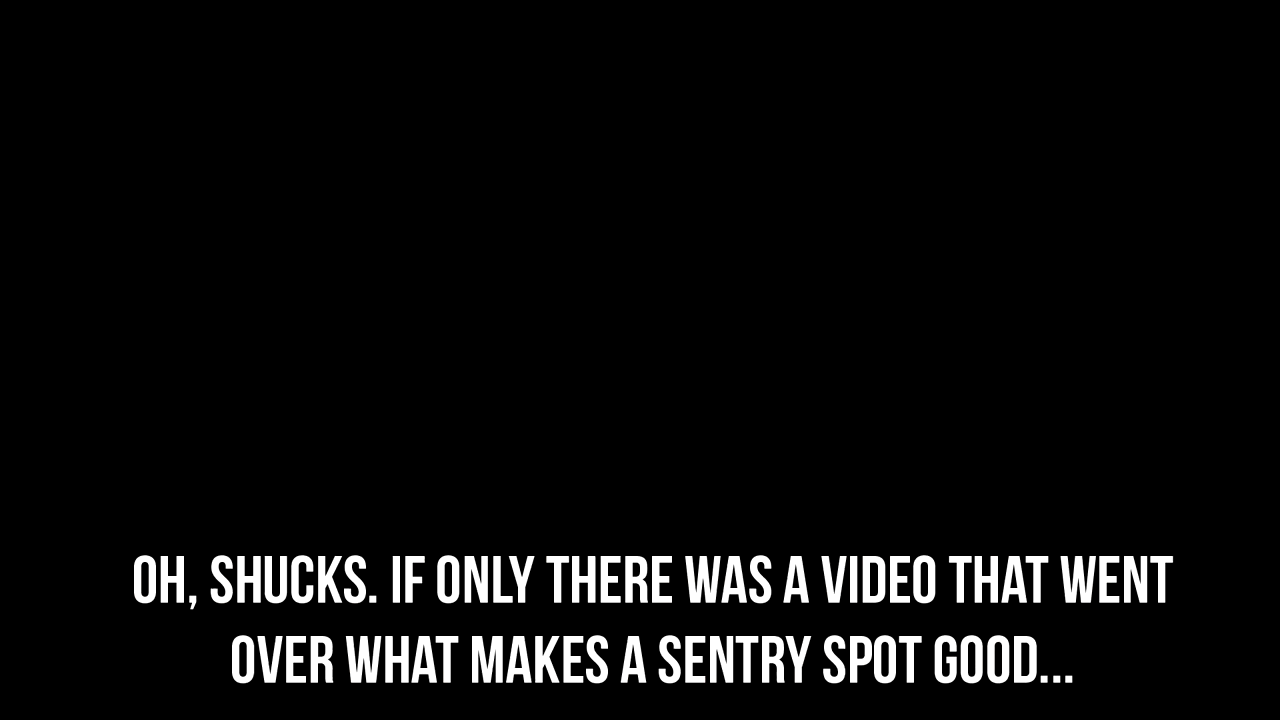 OH, SHUCKS. IF ONLY THERE WAS A VIDEO THAT WENT
OVER WHAT MAKES A SENTRY SPOT GOOD...